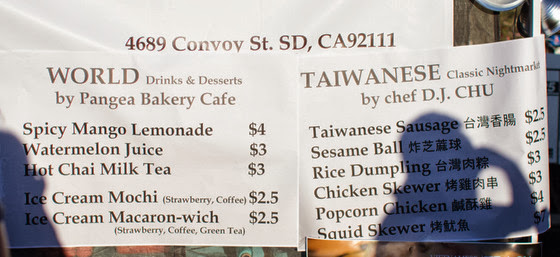 4689 Convoy St. SD, CA92111
WORLD Drinks & Desserts
by Pangea Bakery Cafe
Spicy Mango Lemonade $4
Watermelon Juice $3
Hot Chai Milk Tea $3
Ice Cream Mochi (Strawberry, Coffee) $2.5
Ice Cream Macaron-wich $2.5
(Strawberry, Coffee, Green Tea)
TAIWANESE Classic Nightmarket
by chef D.J. CHU
Taiwanese Sausage 台灣香腸 $2.5
Sesame Ball 炸芝蔴球 $2.5
Rice Dumpling 台灣肉粽 $3
Chicken Skewer 烤雞肉串 $3
Popcorn Chicken 鹹酥雞 $4
Squid Skewer 烤魷魚 $7